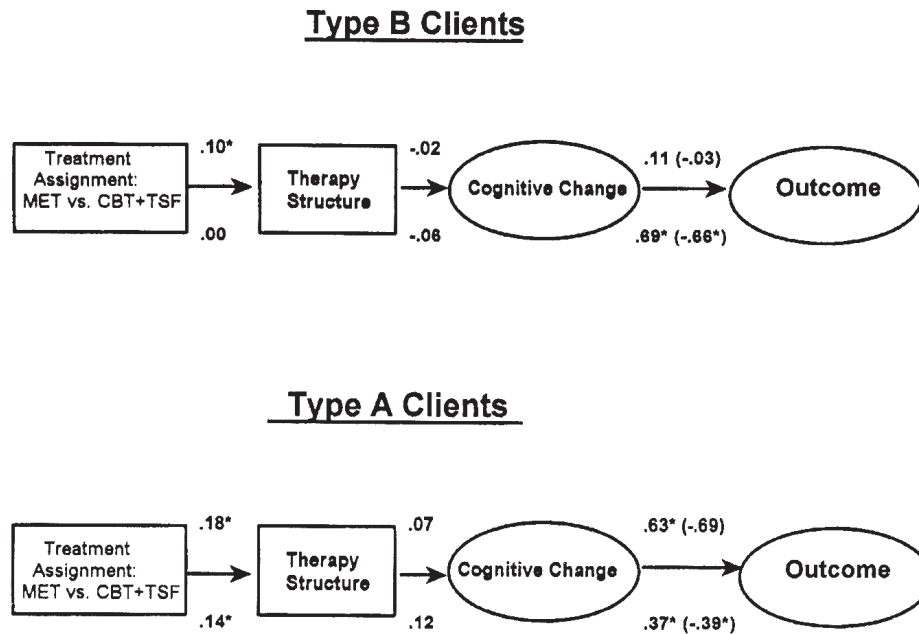 Type B Clients
.10*
-.02
.11 (-.03)
Treatment
Assignment:
MET vs. CBT+TSF
Therapy
Structure
Cognitive Change
Outcome
.00
-.06
.69* (-.66*)
Type A Clients
.18*
.07
.63* (-.69)
Treatment
Assignment:
MET vs. CBT+TSF
Therapy
Structure
Cognitive Change
Outcome
.14*
.12
.37* (-.39*)